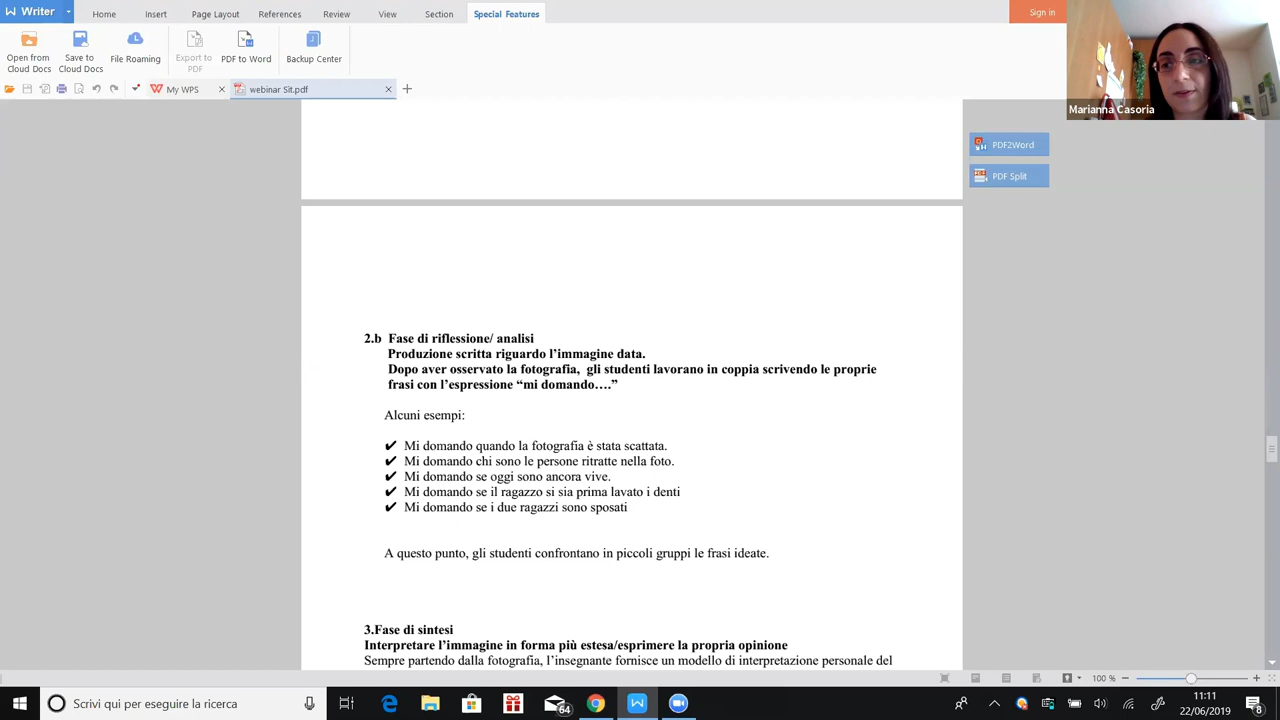 Writer
Home Insert Page Layout References Review View Section Special Features
Sign in
Open from Cloud Docs
Save to Cloud Docs
File Roaming
Export to PDF
PDF to Word
Backup Center
My WPS
webinar Sit.pdf
Marianna Casoria
PDF2Word
PDF Split
2.b Fase di riflessione/ analisi
Produzione scritta riguardo l’immagine data.
Dopo aver osservato la fotografia, gli studenti lavorano in coppia scrivendo le proprie
frasi con l’espressione “mi domando….”
Alcuni esempi:
✔ Mi domando quando la fotografia è stata scattata.
✔ Mi domando chi sono le persone ritratte nella foto.
✔ Mi domando se oggi sono ancora vive.
✔ Mi domando se il ragazzo si sia prima lavato i denti
✔ Mi domando se i due ragazzi sono sposati
A questo punto, gli studenti confrontano in piccoli gruppi le frasi ideate.
3.Fase di sintesi
Interpretare l’immagine in forma più estesa/esprimere la propria opinione
Sempre partendo dalla fotografia, l’insegnante fornisce un modello di interpretazione personale del
100 %
Scrivi qui per eseguire la ricerca
64
11:11
22/06/2019
8